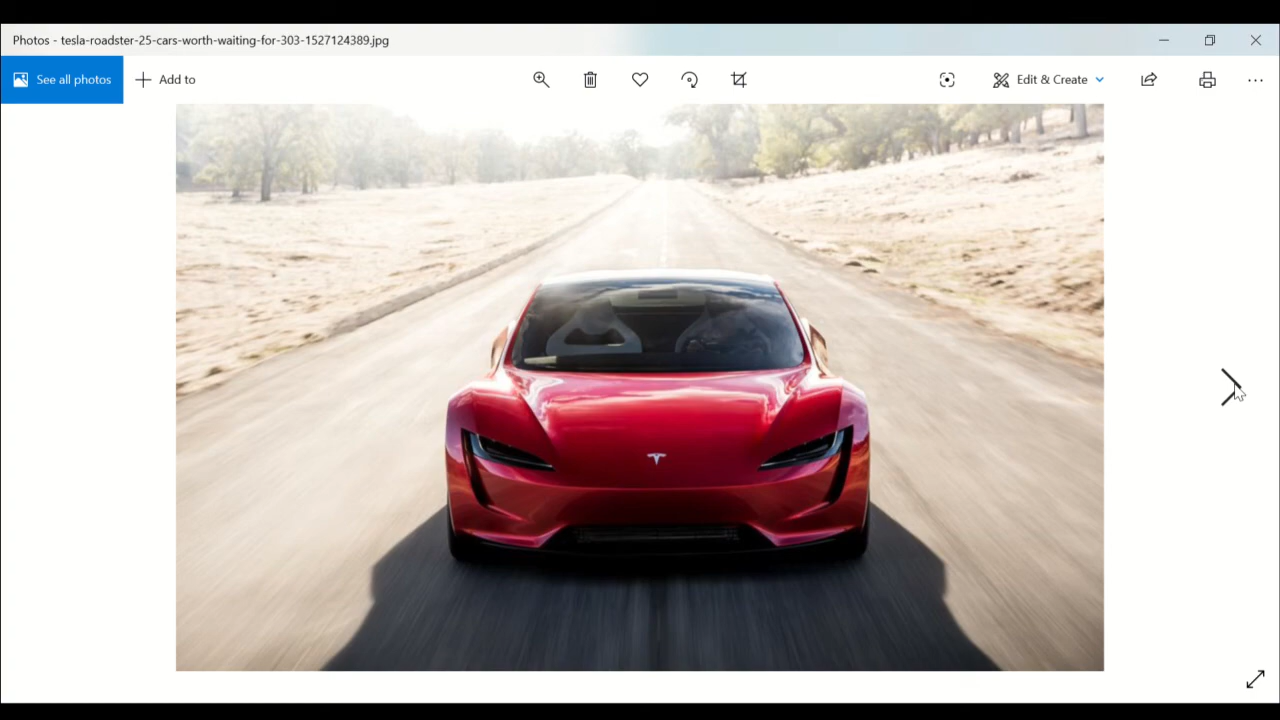 Photos - tesla-roadster-25-cars-worth-waiting-for-303-1527124389.jpg
See all photos
Add to
Edit & Create